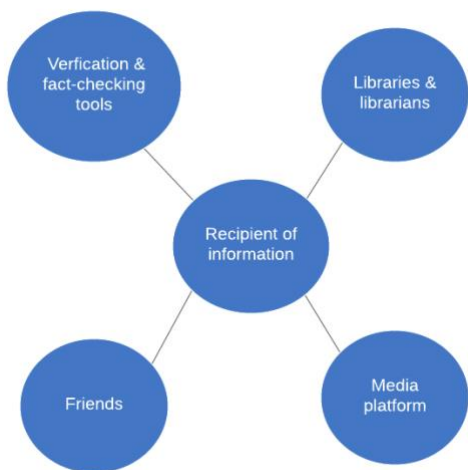 Verfication &
fact-checking
tools
Libraries &
librarians
Recipient of
information
Friends
Media
platform